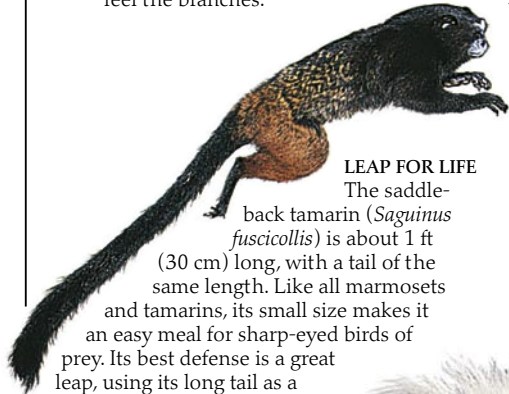 feel the branches.
LEAP FOR LIFE
The saddle-
back tamarin (Saguinus
fuscicollis) is about 1 ft
(30 cm) long, with a tail of the
same length. Like all marmosets
and tamarins, its small size makes it
an easy meal for sharp-eyed birds of
prey. Its best defense is a great
leap, using its long tail as a